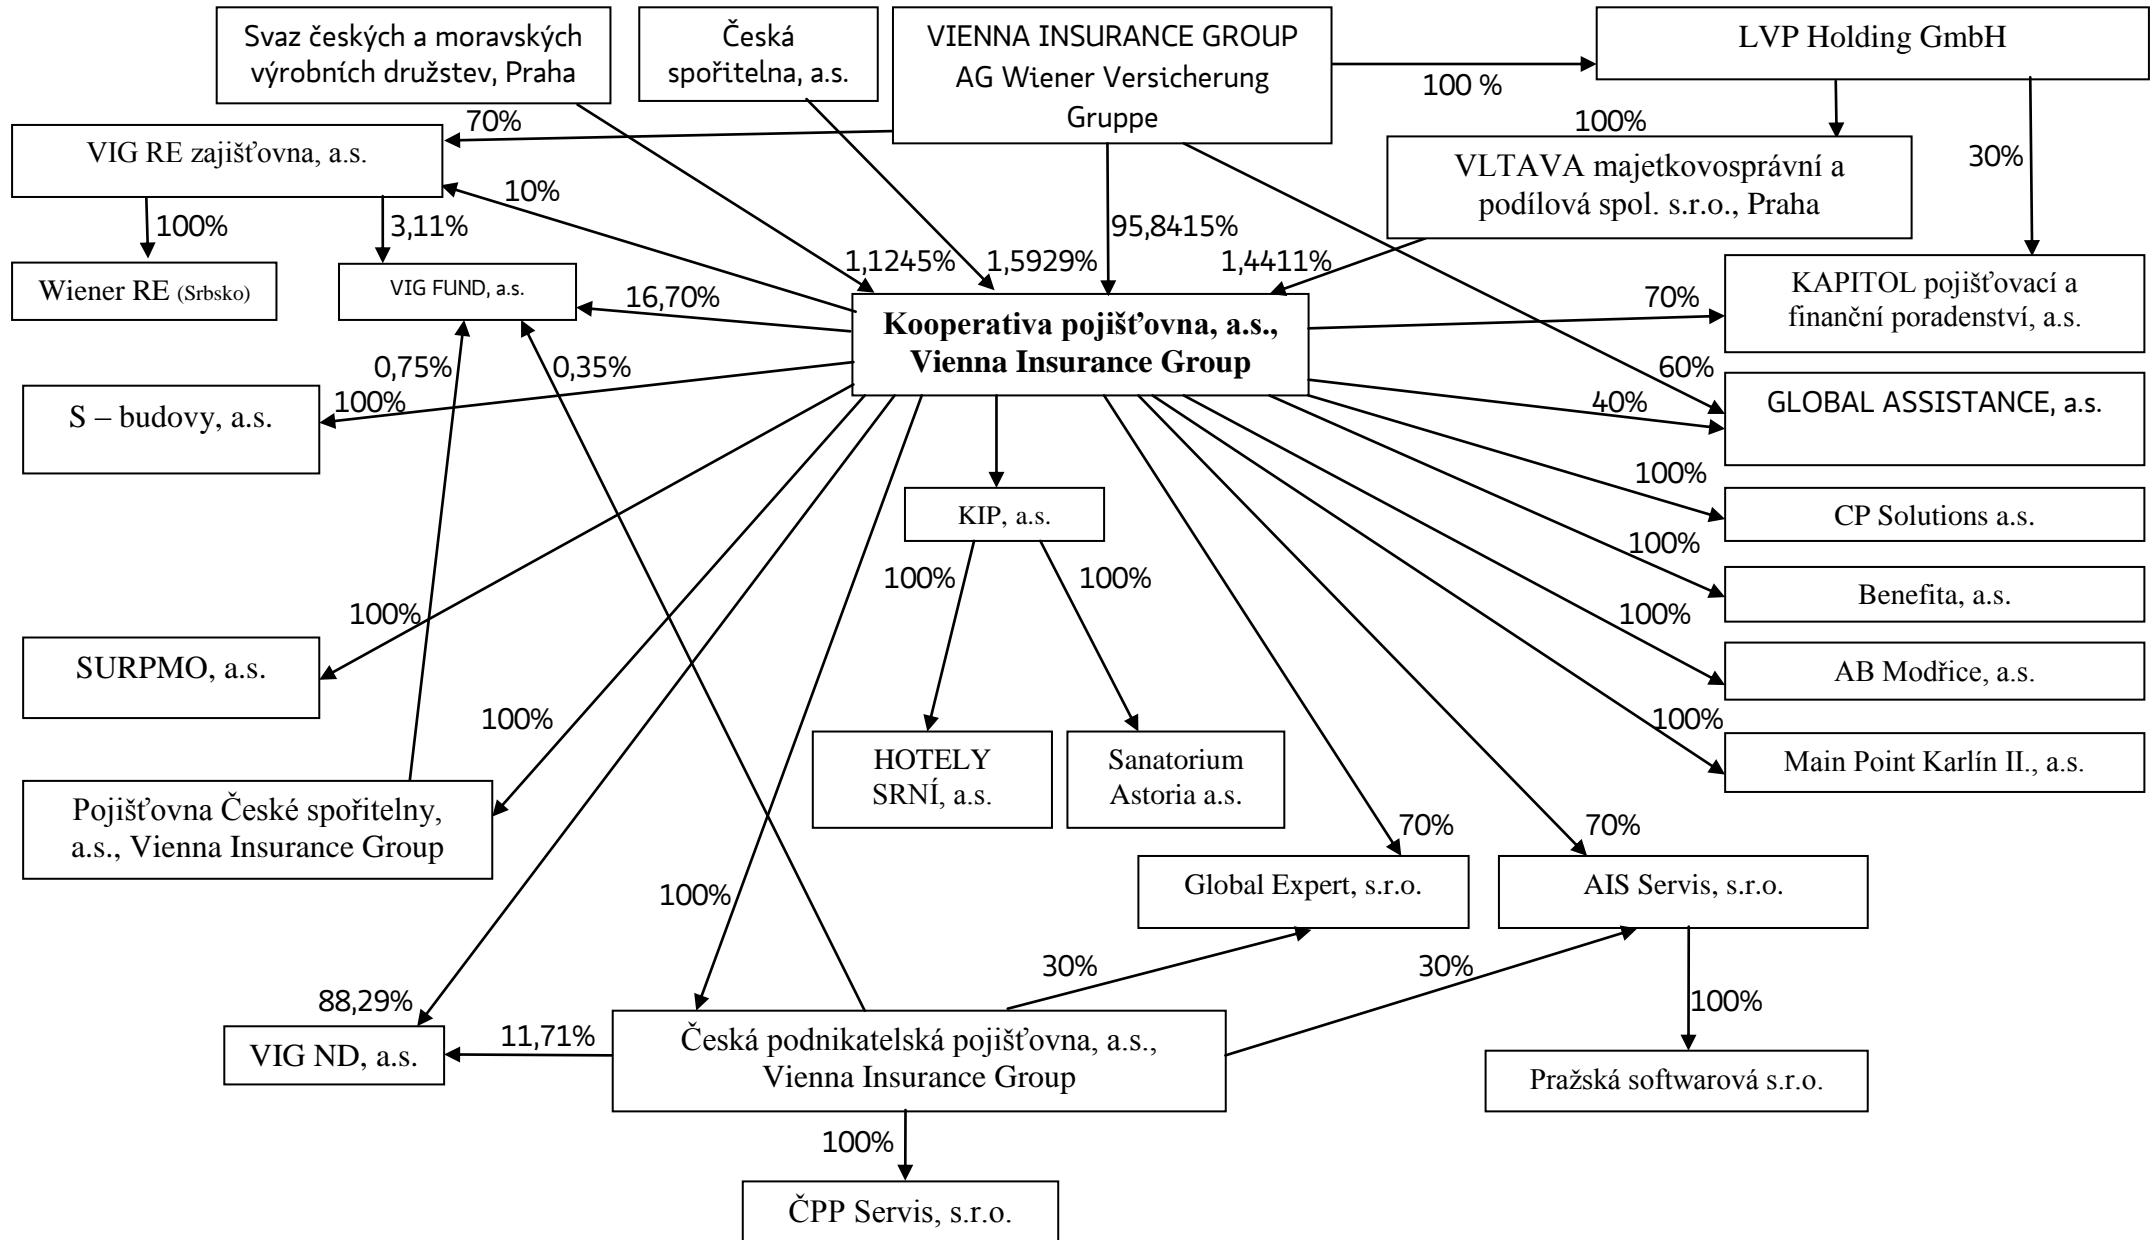 Svaz českých a moravských
výrobních družstev, Praha
Česká
spořitelna, a.s.
VIENNA INSURANCE GROUP
AG Wiener Versicherung
Gruppe
LVP Holding GmbH
100 %
70%
100%
30%
VIG RE zajišťovna, a.s.
VLTAVA majetkovosprávní a
podílová spol. s.r.o., Praha
10%
100%
3,11%
95,8415%
1,1245%
1,5929%
1,4411%
Wiener RE (Srbsko)
VIG FUND, a.s.
16,70%
70%
KAPITOL pojišťovací a
finanční poradenství, a.s.
Kooperativa pojišťovna, a.s.,
Vienna Insurance Group
0,75%
0,35%
60%
100%
40%
S – budovy, a.s.
GLOBAL ASSISTANCE, a.s.
100%
KIP, a.s.
CP Solutions a.s.
100%
100%
100%
Benefita, a.s.
100%
100%
SURPMO, a.s.
AB Modřice, a.s.
100%
100%
HOTELY
SRNÍ, a.s.
Sanatorium
Astoria a.s.
Main Point Karlín II., a.s.
Pojišťovna České spořitelny,
a.s., Vienna Insurance Group
70%
70%
100%
Global Expert, s.r.o.
AIS Servis, s.r.o.
30%
30%
88,29%
100%
11,71%
VIG ND, a.s.
Česká podnikatelská pojišťovna, a.s.,
Vienna Insurance Group
Pražská softwarová s.r.o.
100%
ČPP Servis, s.r.o.